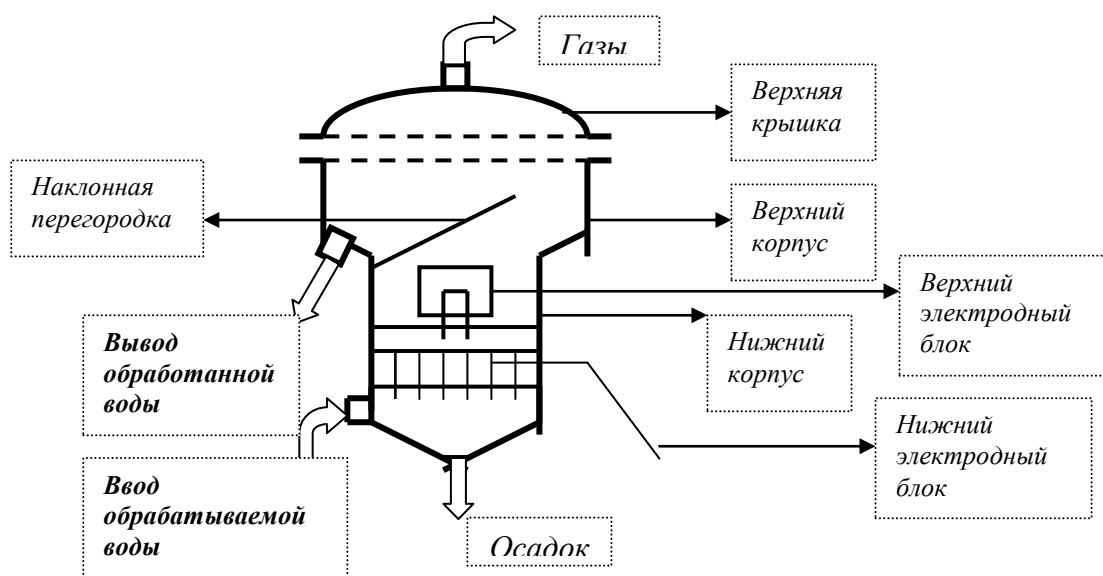 Газы
Верхняя
крышка
Наклонная
перегородка
Верхний
корпус
Верхний
электродный
блок
Вывод
обработанной
воды
Нижний
корпус
Нижний
электродный
блок
Ввод
обрабатываемой
воды
Осадок